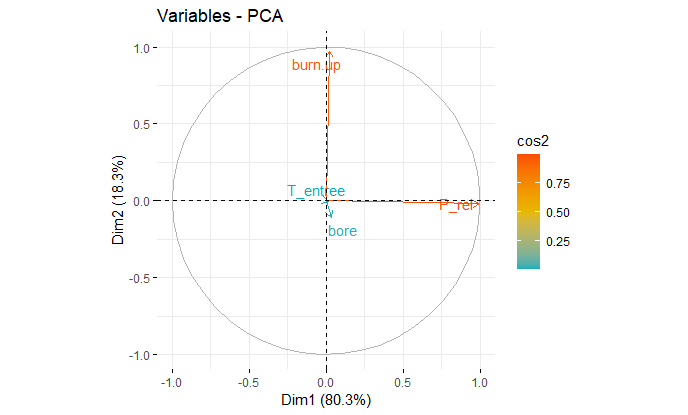 Variables - PCA
cos2
0.75
0.50
0.25
Dim2 (18.3%)
1.0
0.5
0.0
-0.5
-1.0
burn.up
T_entree
P_rel
bore
-1.0
-0.5
0.0
0.5
1.0
Dim1 (80.3%)